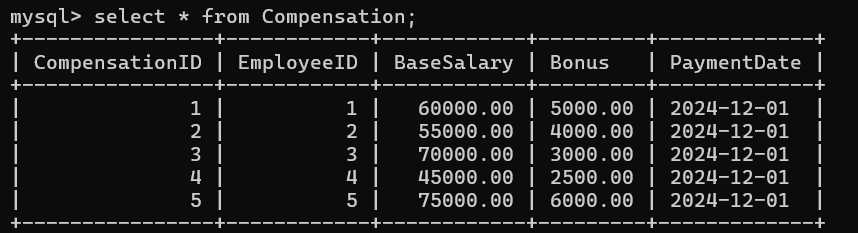 mysql> select * from Compensation;
+----------------+------------+------------+---------+-------------+
| CompensationID | EmployeeID | BaseSalary | Bonus   | PaymentDate |
+----------------+------------+------------+---------+-------------+
|              1 |          1 |   60000.00 | 5000.00 | 2024-12-01  |
|              2 |          2 |   55000.00 | 4000.00 | 2024-12-01  |
|              3 |          3 |   70000.00 | 3000.00 | 2024-12-01  |
|              4 |          4 |   45000.00 | 2500.00 | 2024-12-01  |
|              5 |          5 |   75000.00 | 6000.00 | 2024-12-01  |
+----------------+------------+------------+---------+-------------+